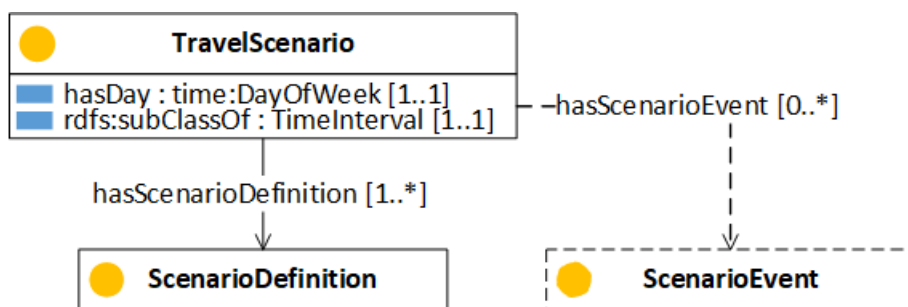 TravelScenario
hasDay : time:DayOfWeek [1..1]
rdfs:subClassOf : TimeInterval [1..1]
hasScenarioEvent [0..*]
hasScenarioDefinition [1..*]
ScenarioDefinition
ScenarioEvent